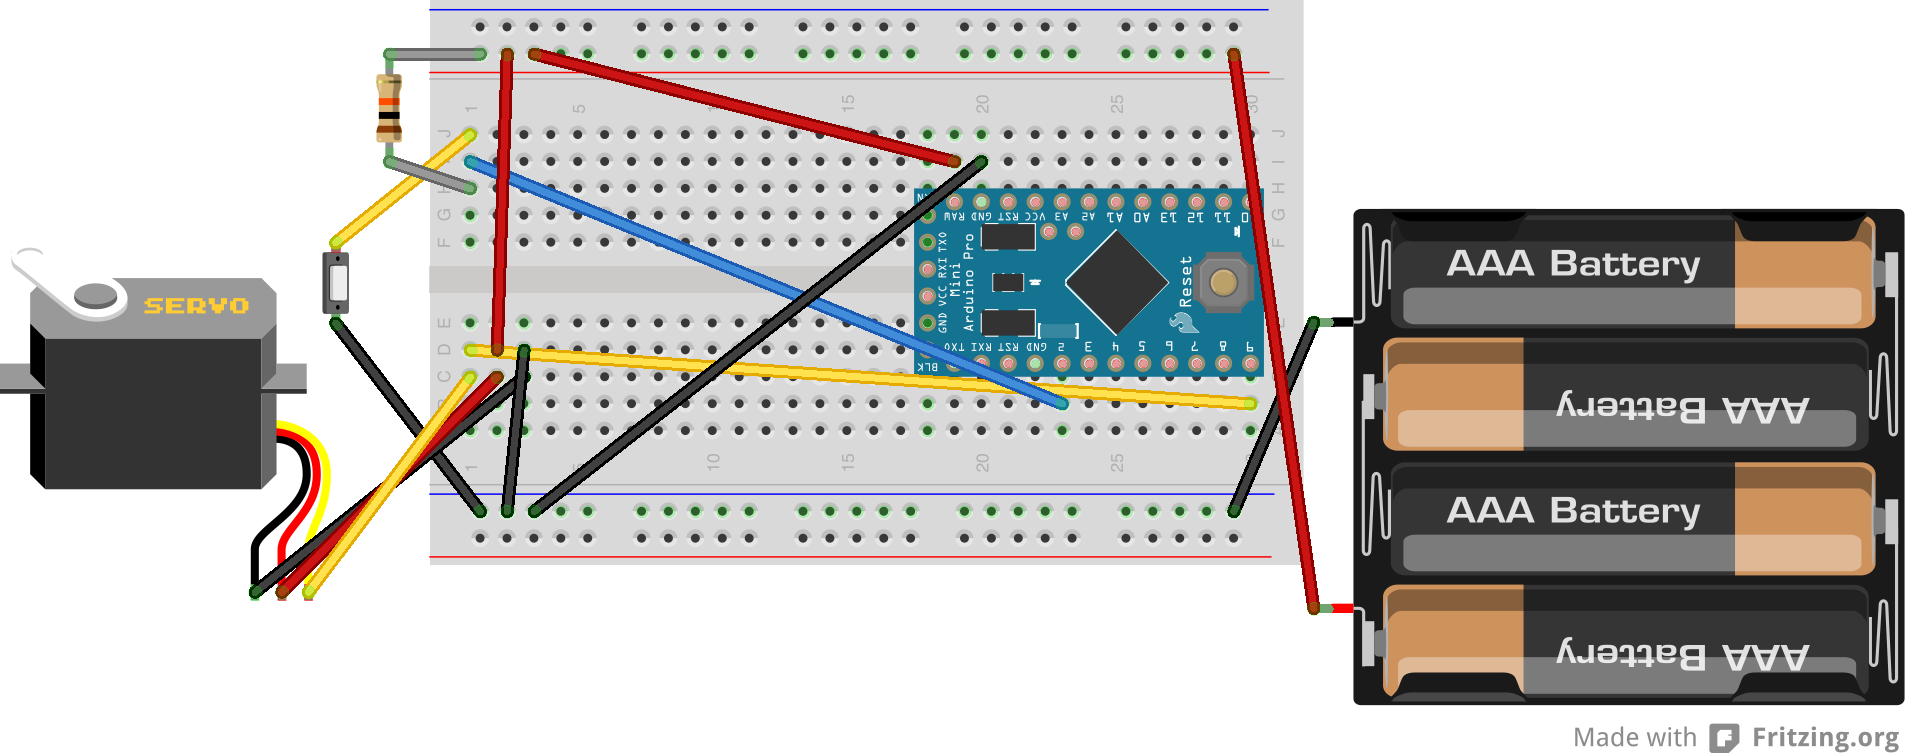 1 5 15 20 25 30
J J
I
H H
G G
F F
E
D
C
1 10 15 20 25
SERVO
RAW GND RST VCC A3 A2 A1 A0 13 12 11 10
TXO
RXI
VCC
GND
BLK
Arduino Pro
Mini
Reset
TXO RXI RST GND 2 3 4 5 6 7 8 9
AAA Battery
AAA Battery
AAA Battery
AAA Battery
Made with Fritzing.org